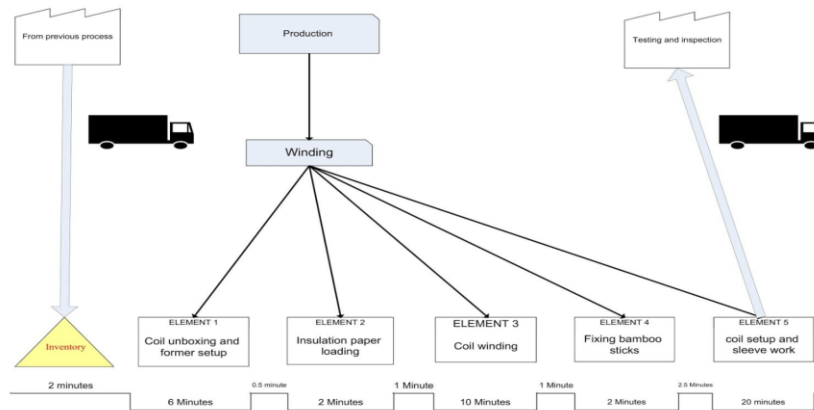 From previous process
Production
Testing and inspection
Winding
ELEMENT 1
Coil unboxing and
former setup
ELEMENT 2
Insulation paper
loading
ELEMENT 3
Coil winding
ELEMENT 4
Fixing bamboo
sticks
ELEMENT 5
coil setup and
sleeve work
Inventory
2 minutes
0.5 minute
1 Minute
1 Minute
2.5 Minutes
6 Minutes
2 Minutes
10 Minutes
2 Minutes
20 minutes